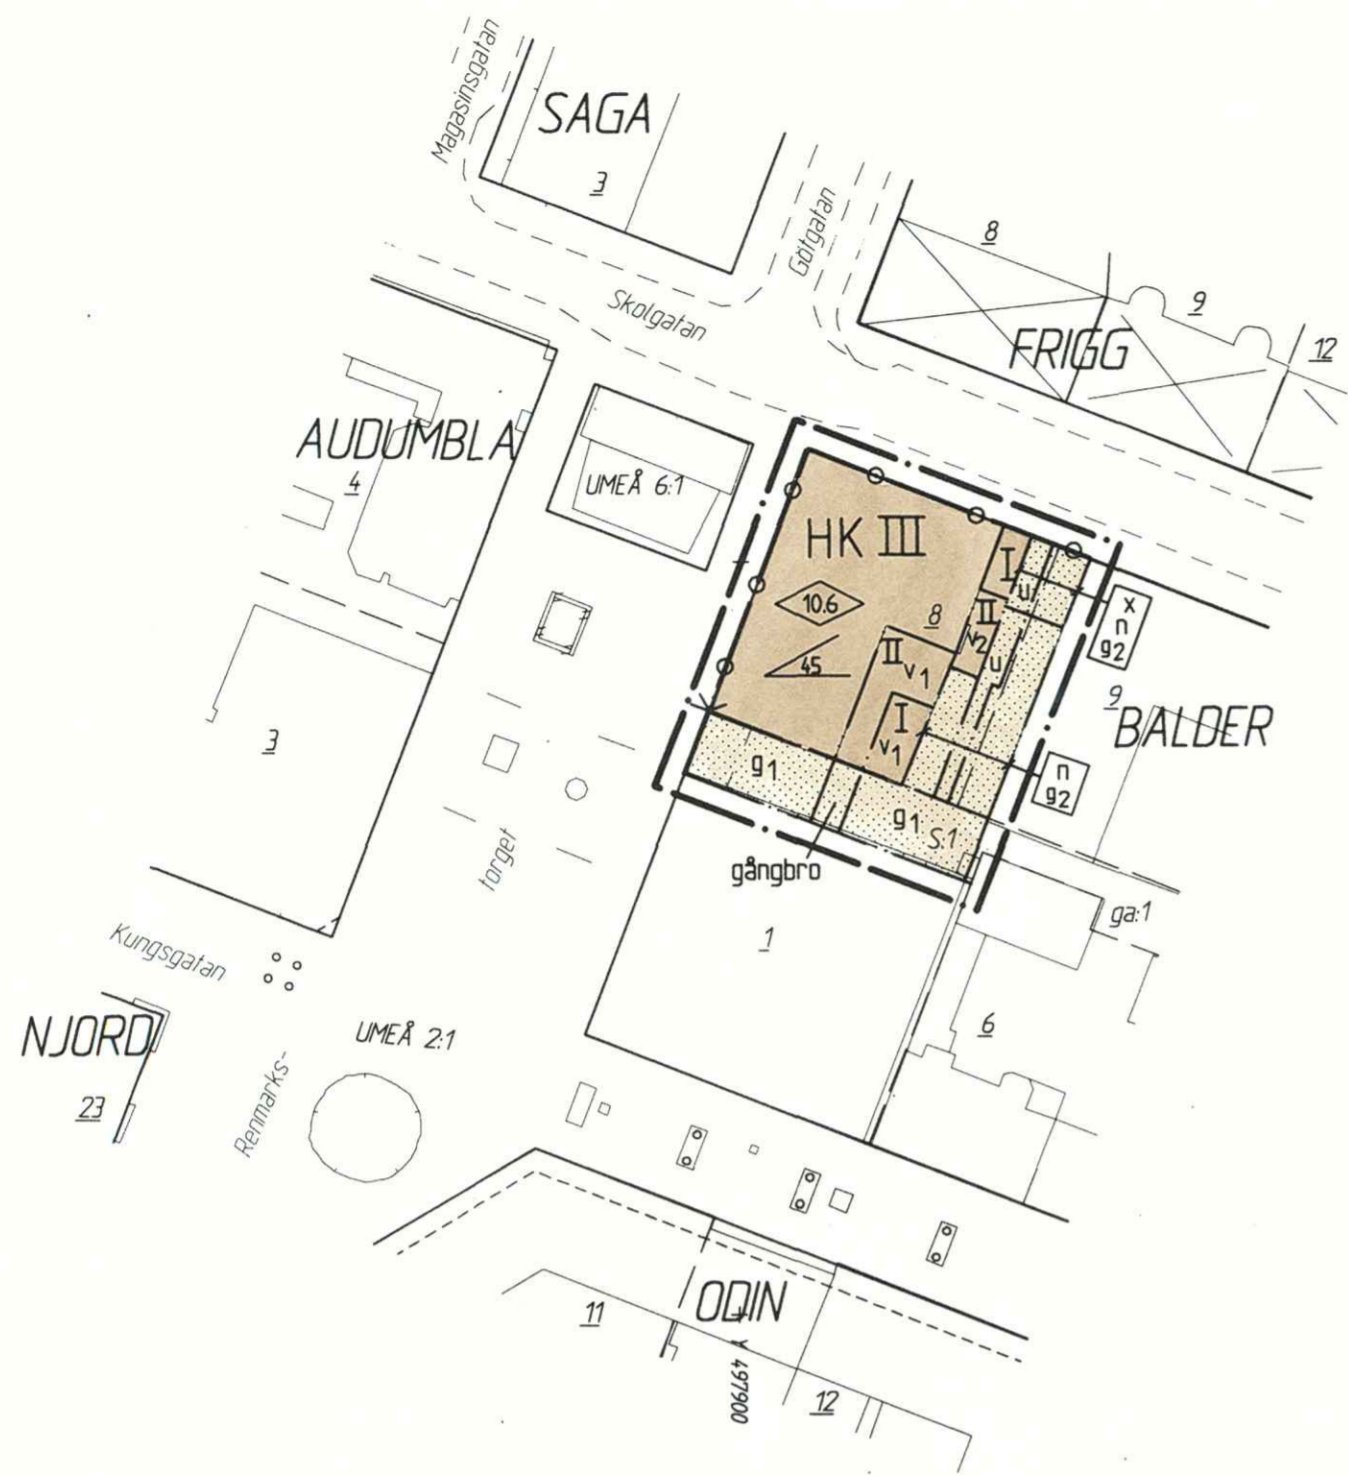 Magasinsgatan
SAGA
3
Götgatan
8
9
12
Skolgatan
FRIGG
AUDUMBLA
4
UMEÅ 6:1
HK III
10.6
45
8
I
u
II
v2
u
II v1
I
v1
x
n
g2
9
BALDER
n
g2
3
g1
g1
S:1
gångbro
torget
1
ga:1
6
Kungsgatan
NJORD
23
UMEÅ 2:1
Renmarks-
ODIN
11
12
Y 497900